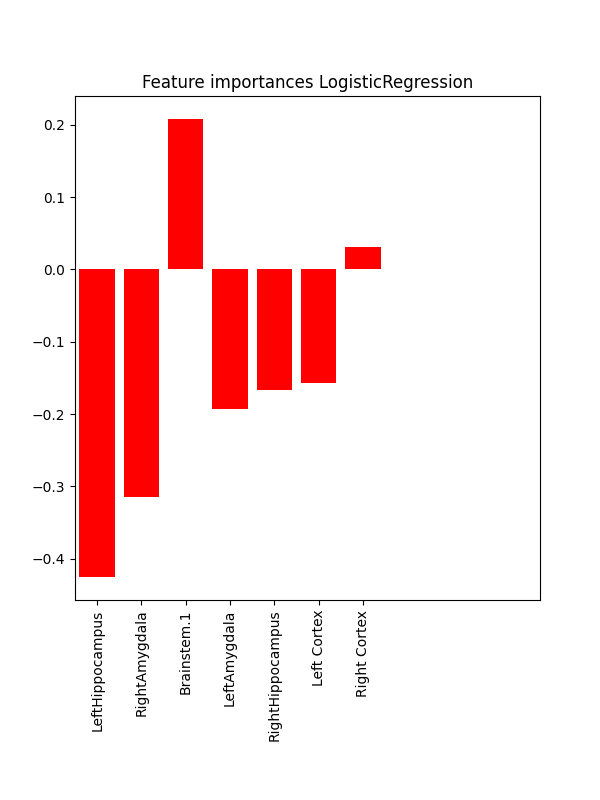 Feature importances LogisticRegression
0.2
0.1
0.0
−0.1
−0.2
−0.3
−0.4
LeftHippocampus
RightAmygdala
Brainstem.1
LeftAmygdala
RightHippocampus
Left Cortex
Right Cortex